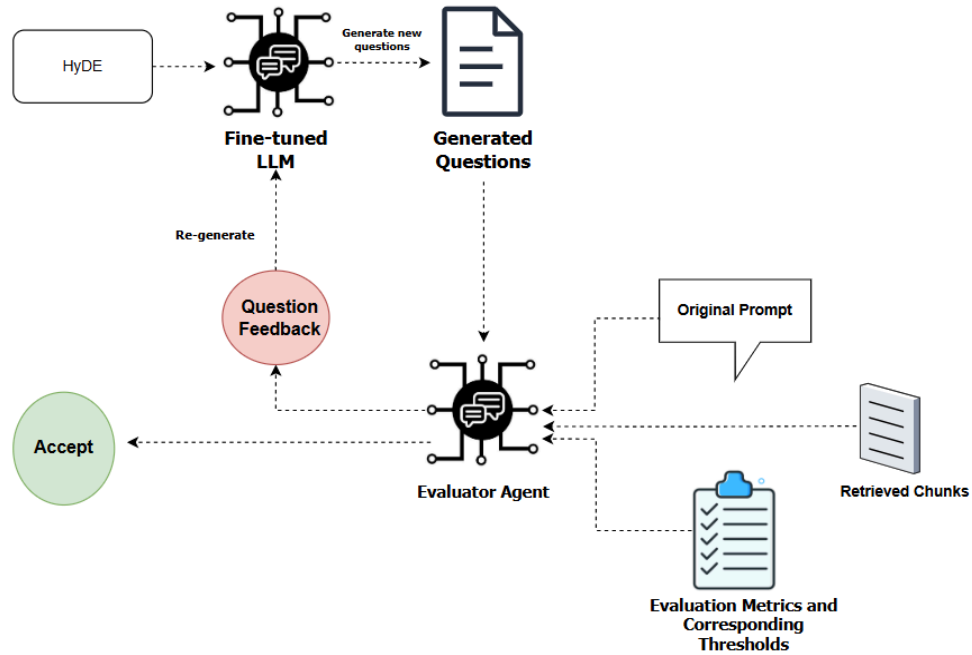 HyDE
Generate new
questions
Fine-tuned
LLM
Generated
Questions
Re-generate
Question
Feedback
Original Prompt
Accept
Evaluator Agent
Retrieved Chunks
Evaluation Metrics and
Corresponding
Thresholds